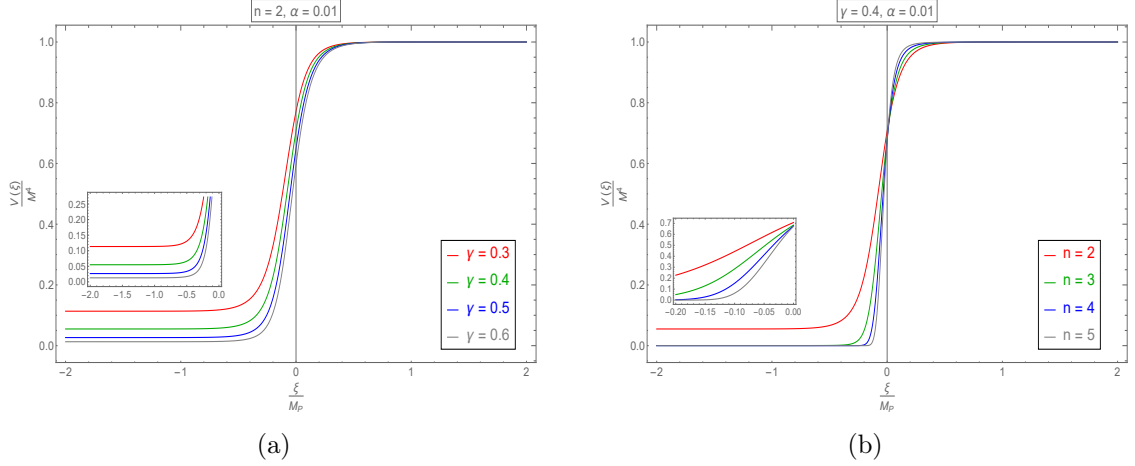 n = 2, α = 0.01
V(ξ)
M⁴
1.0
0.8
0.6
0.4
0.2
0.0
0.25
0.20
0.15
0.10
0.05
0.00
-2.0 -1.5 -1.0 -0.5 0.0
γ = 0.3
γ = 0.4
γ = 0.5
γ = 0.6
-2 -1 0 1 2
ξ
M_P
(a)
γ = 0.4, α = 0.01
V(ξ)
M⁴
1.0
0.8
0.6
0.4
0.2
0.0
0.7
0.6
0.5
0.4
0.3
0.2
0.1
0.0
-0.20 -0.15 -0.10 -0.05 0.00
n = 2
n = 3
n = 4
n = 5
-2 -1 0 1 2
ξ
M_P
(b)